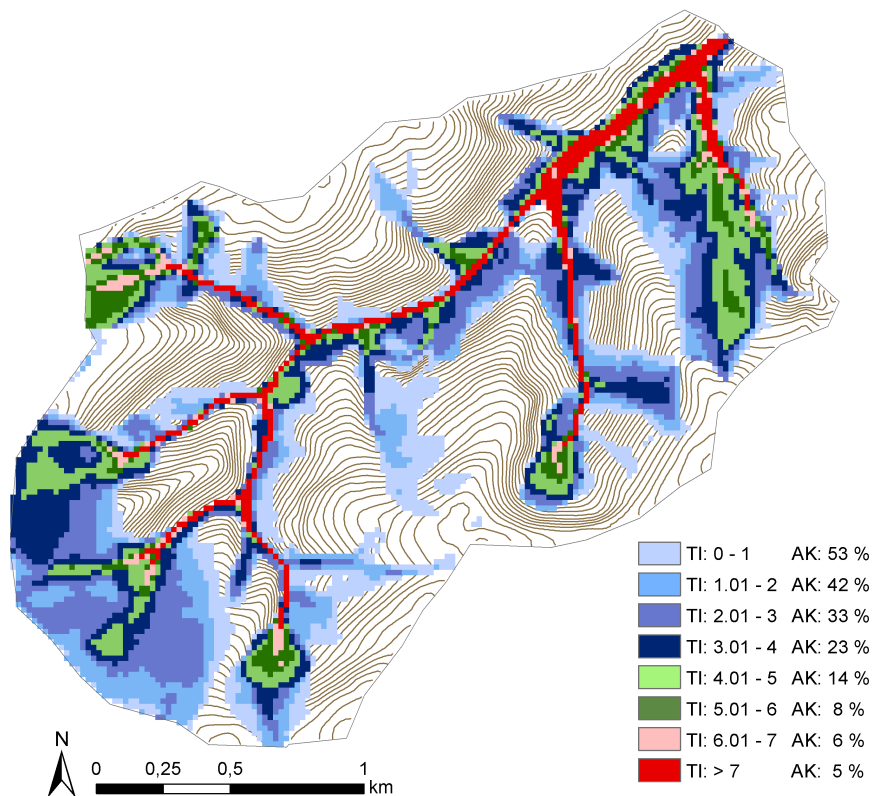 TI: 0 - 1 AK: 53 %
TI: 1.01 - 2 AK: 42 %
TI: 2.01 - 3 AK: 33 %
TI: 3.01 - 4 AK: 23 %
TI: 4.01 - 5 AK: 14 %
TI: 5.01 - 6 AK: 8 %
TI: 6.01 - 7 AK: 6 %
TI: > 7 AK: 5 %
N
0 0,25 0,5 1
km